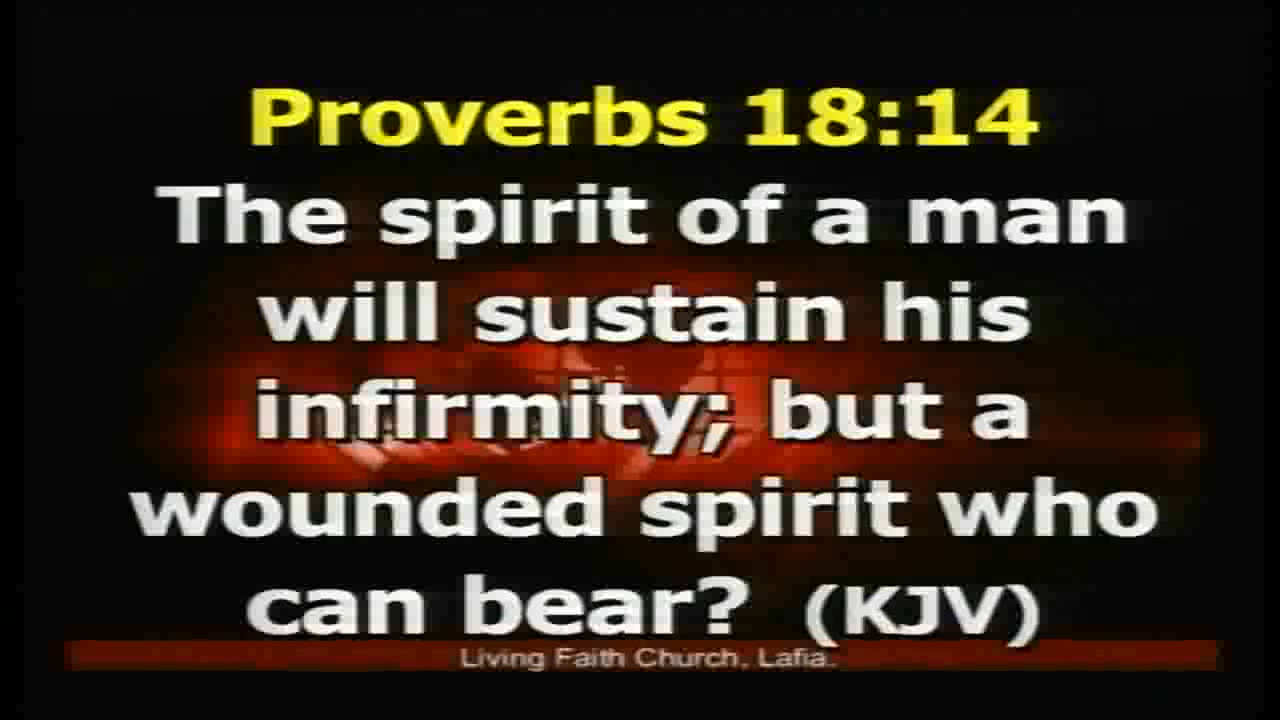 Proverbs 18:14
The spirit of a man
will sustain his
infirmity; but a
wounded spirit who
can bear? (KJV)
Living Faith Church, Lafia.